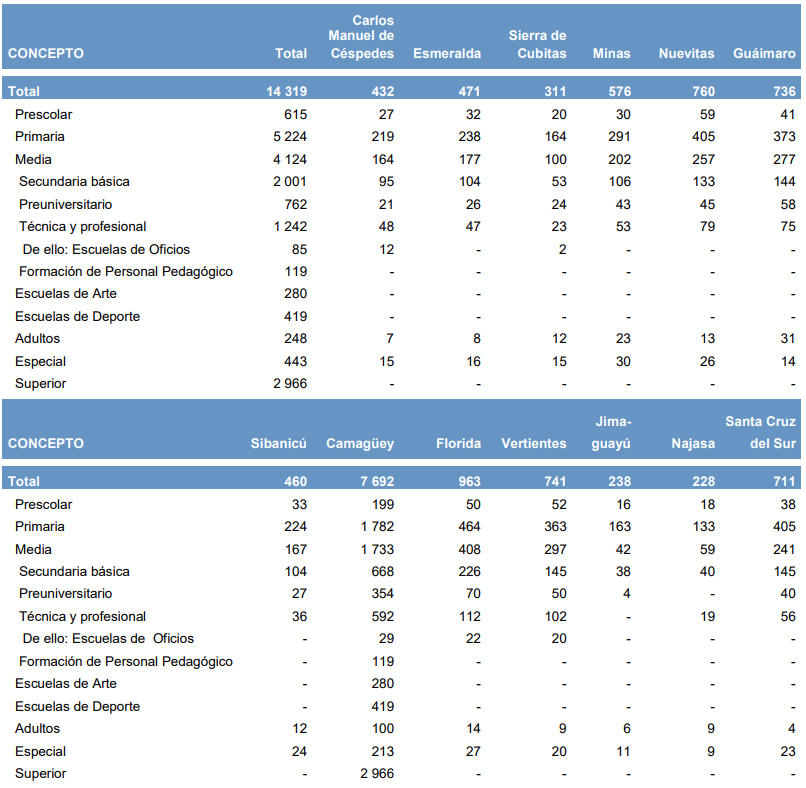 Carlos
Manuel de Sierra de
CONCEPTO Total Céspedes Esmeralda Cubitas Minas Nuevitas Guáimaro
Total 14 319 432 471 311 576 760 736
Prescolar 615 27 32 20 30 59 41
Primaria 5 224 219 238 164 291 405 373
Media 4 124 164 177 100 202 257 277
Secundaria básica 2 001 95 104 53 106 133 144
Preuniversitario 762 21 26 24 43 45 58
Técnica y profesional 1 242 48 47 23 53 79 75
De ello: Escuelas de Oficios 85 12 - 2 - - -
Formación de Personal Pedagógico 119 - - - - - -
Escuelas de Arte 280 - - - - - -
Escuelas de Deporte 419 - - - - - -
Adultos 248 7 8 12 23 13 31
Especial 443 15 16 15 30 26 14
Superior 2 966 - - - - - -
Jima- Santa Cruz
CONCEPTO Sibanicú Camagüey Florida Vertientes guayú Najasa del Sur
Total 460 7 692 963 741 238 228 711
Prescolar 33 199 50 52 16 18 38
Primaria 224 1 782 464 363 163 133 405
Media 167 1 733 408 297 42 59 241
Secundaria básica 104 668 226 145 38 40 145
Preuniversitario 27 354 70 50 4 - 40
Técnica y profesional 36 592 112 102 - 19 56
De ello: Escuelas de Oficios - 29 22 20 - - -
Formación de Personal Pedagógico - 119 - - - - -
Escuelas de Arte - 280 - - - - -
Escuelas de Deporte - 419 - - - - -
Adultos 12 100 14 9 6 9 4
Especial 24 213 27 20 11 9 23
Superior - 2 966 - - - - -